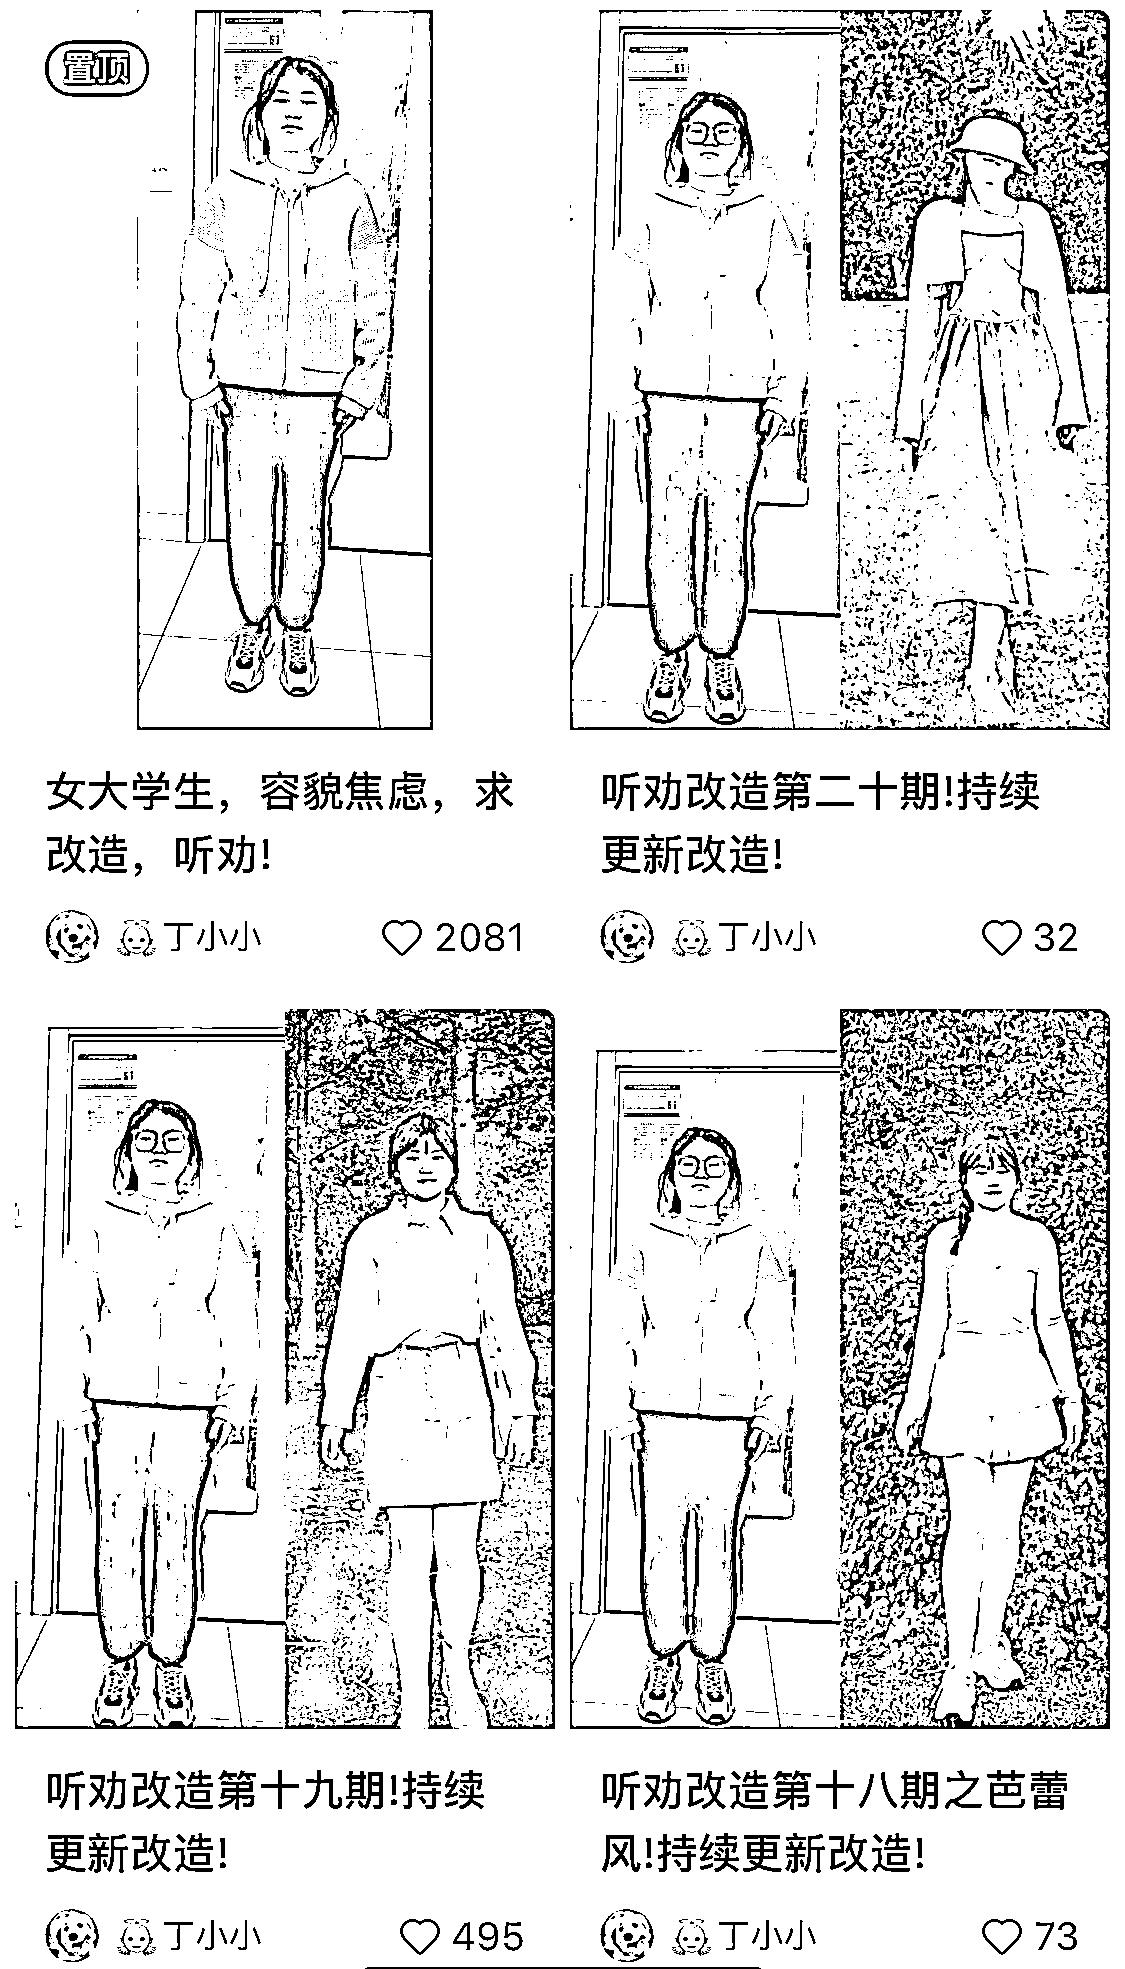 置顶
女大学生，容貌焦虑，求
改造，听劝!
丁小小
2081
听劝改造第二十期!持续
更新改造!
丁小小
32
听劝改造第十九期!持续
更新改造!
丁小小
495
听劝改造第十八期之芭蕾
风!持续更新改造!
丁小小
73